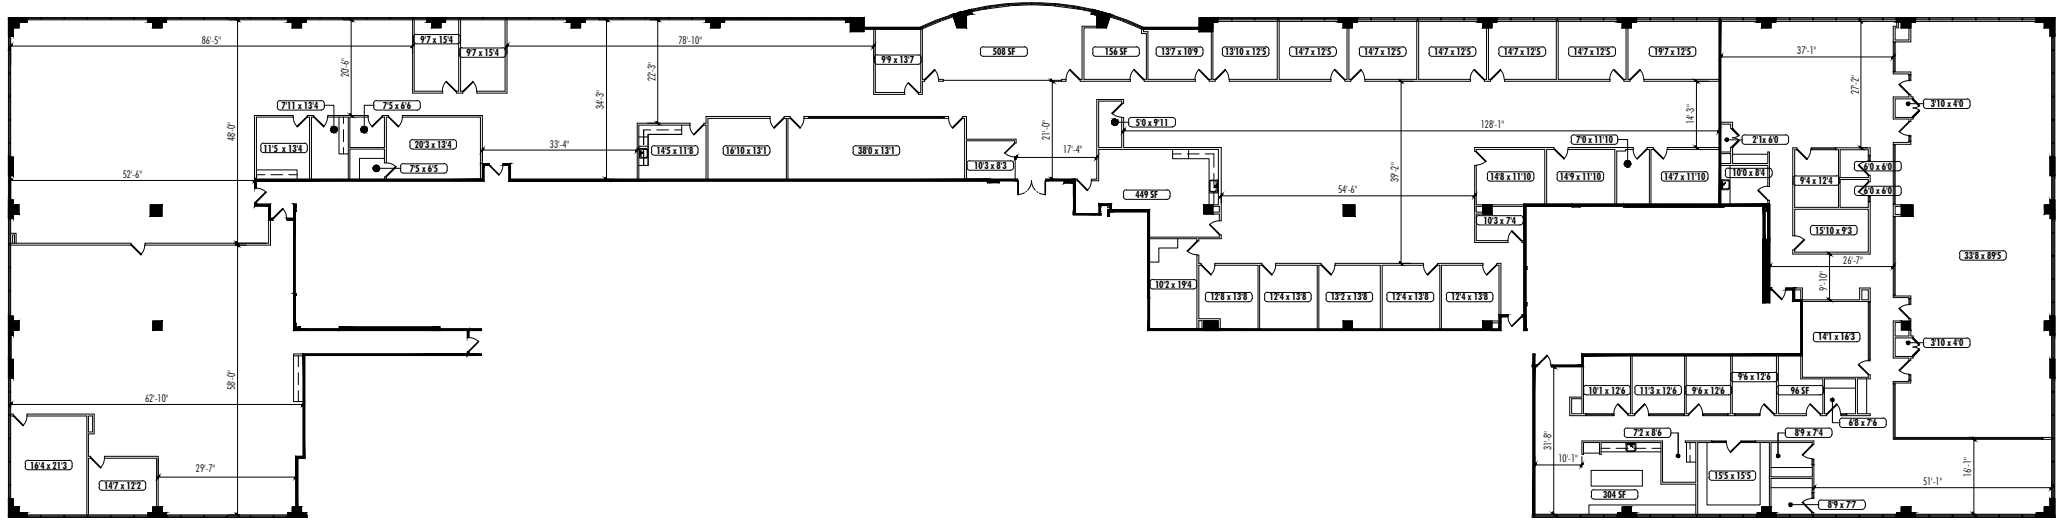 86'-5"
9'7 x 15'4
9'7 x 15'4
78'-10"
9'9 x 13'7
508 SF
156 SF
13'7 x 10'9
13'10 x 12'5
14'7 x 12'5
14'7 x 12'5
14'7 x 12'5
14'7 x 12'5
14'7 x 12'5
19'7 x 12'5
37'-1"
20'-6"
22'-3"
27'-2"
7'11 x 13'4
7'5 x 6'6
34'-3"
3'10 x 4'0
48'-0"
21'-0"
5'0 x 9'11
128'-1"
14'-3"
7'0 x 11'10
2'1 x 6'0
11'5 x 13'4
20'3 x 13'4
33'-4"
14'5 x 11'8
16'10 x 13'1
38'0 x 13'1
10'3 x 8'3
17'-4"
39'-2"
7'5 x 6'5
52'-6"
449 SF
54'-6"
14'8 x 11'10
14'9 x 11'10
14'7 x 11'10
10'0 x 8'4
9'4 x 12'4
6'0 x 6'0
6'0 x 6'0
10'3 x 7'4
15'10 x 9'3
33'8 x 89'5
26'-7"
9'-10"
10'2 x 19'4
12'8 x 13'8
12'4 x 13'8
13'2 x 13'8
12'4 x 13'8
12'4 x 13'8
14'1 x 16'3
3'10 x 4'0
58'-0"
62'-10"
10'1 x 12'6
11'3 x 12'6
9'6 x 12'6
9'6 x 12'6
96 SF
6'8 x 7'6
31'-8"
7'2 x 8'6
8'9 x 7'4
16'4 x 21'3
14'7 x 12'2
29'-7"
10'-1"
304 SF
15'5 x 15'5
16'-1"
51'-1"
8'9 x 7'7